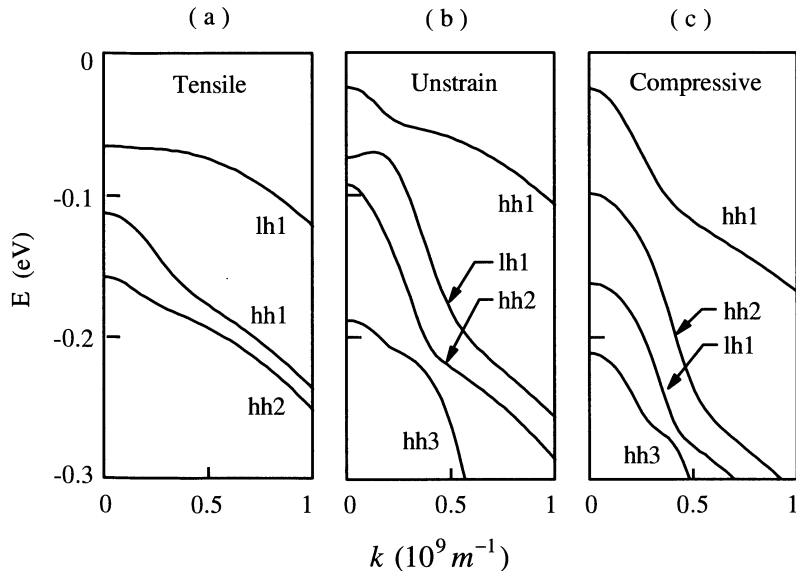 ( a )
( b )
( c )
0
Tensile
Unstrain
Compressive
-0.1
-0.2
-0.3
E (eV)
lh1
hh1
hh2
hh1
lh1
hh2
hh3
hh1
hh2
lh1
hh3
0
0.5
1
0
0.5
1
0
0.5
1
k (10⁹ m⁻¹)